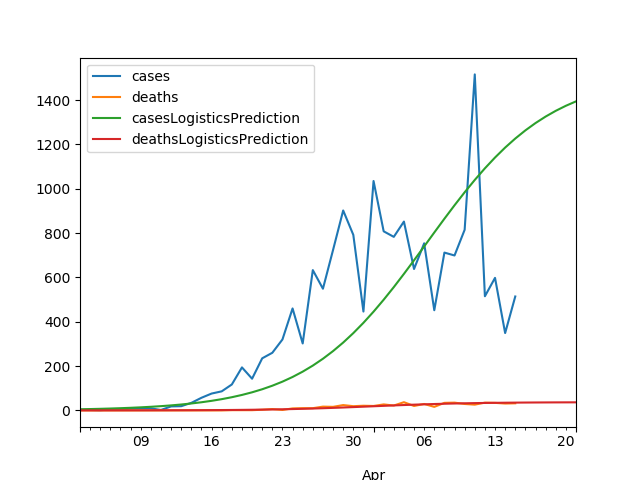 cases
deaths
casesLogisticsPrediction
deathsLogisticsPrediction
1400
1200
1000
800
600
400
200
0
09 16 23 30 06 13 20
Apr